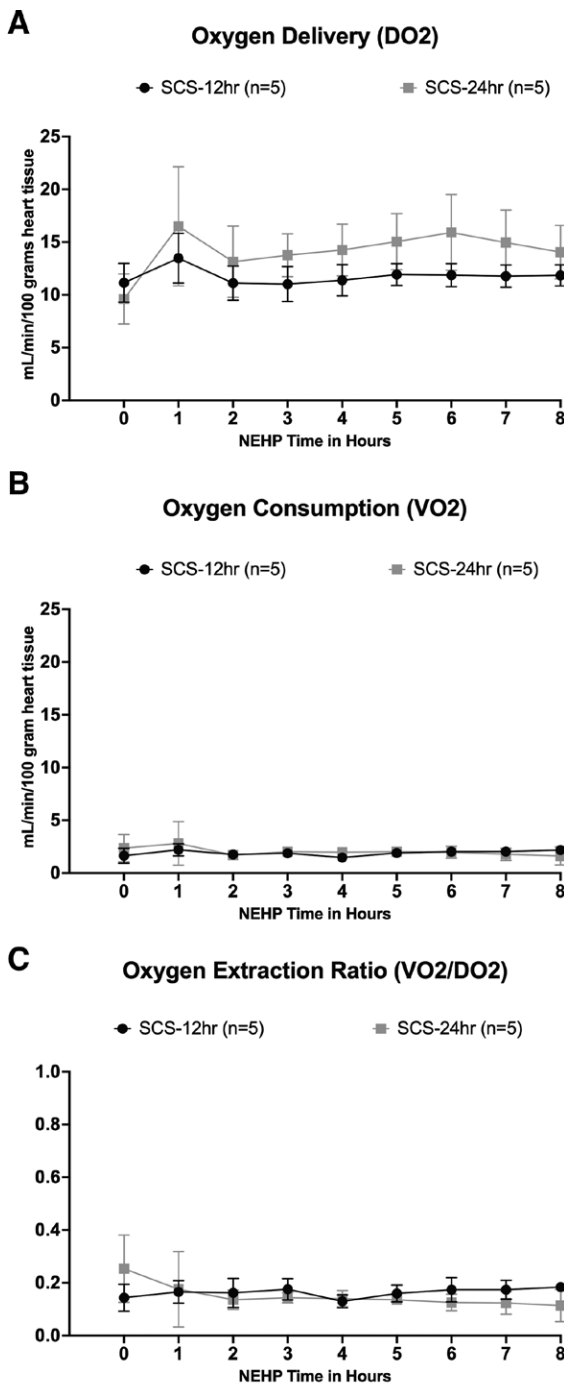 A
Oxygen Delivery (DO2)
SCS-12hr (n=5) SCS-24hr (n=5)
mL/min/100 grams heart tissue
25
20
15
10
5
0
0 1 2 3 4 5 6 7 8
NEHP Time in Hours
B
Oxygen Consumption (VO2)
SCS-12hr (n=5) SCS-24hr (n=5)
mL/min/100 gram heart tissue
25
20
15
10
5
0
0 1 2 3 4 5 6 7 8
NEHP Time in Hours
C
Oxygen Extraction Ratio (VO2/DO2)
SCS-12hr (n=5) SCS-24hr (n=5)
1.0
0.8
0.6
0.4
0.2
0.0
0 1 2 3 4 5 6 7 8
NEHP Time in Hours